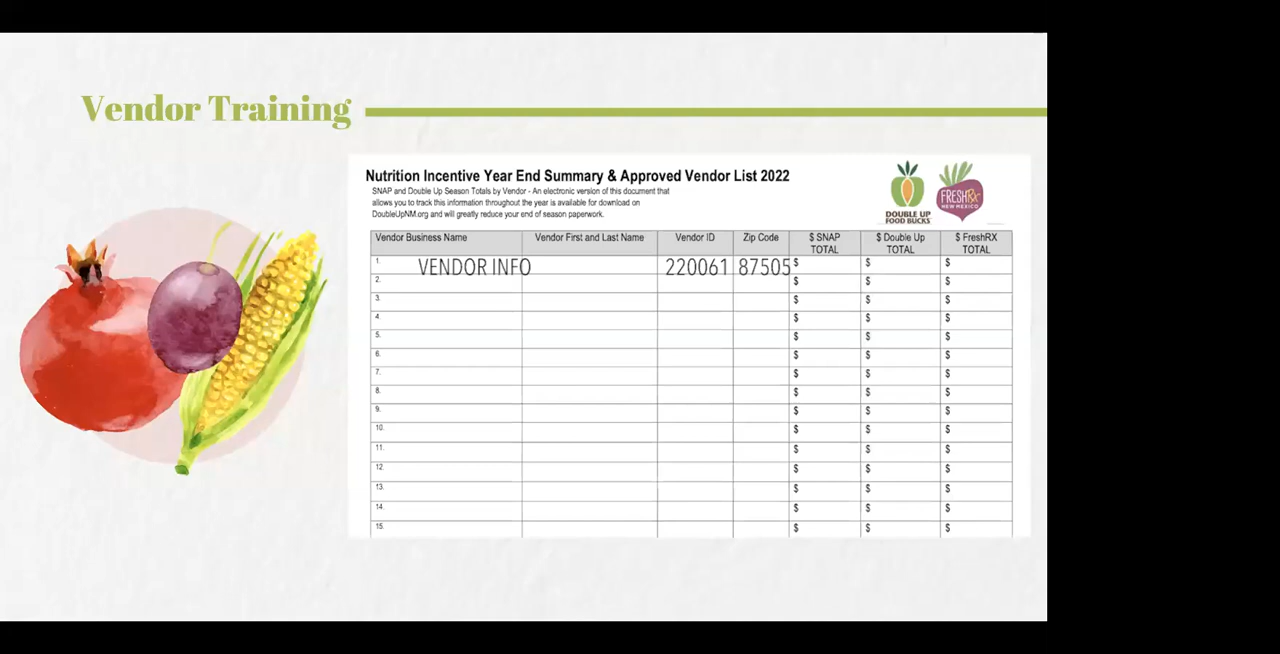 Vendor Training
Nutrition Incentive Year End Summary & Approved Vendor List 2022
SNAP and Double Up Season Totals by Vendor - An electronic version of this document that
allows you to track this information throughout the year is available for download on
DoubleUpNM.org and will greatly reduce your end of season paperwork.
DOUBLE UP
FOOD BUCKS
FRESHRx
NEW MEXICO
Vendor Business Name Vendor First and Last Name Vendor ID Zip Code $ SNAP TOTAL $ Double Up TOTAL $ FreshRX TOTAL
1. VENDOR INFO 220061 87505 $ $ $
2. $ $ $
3. $ $ $
4. $ $ $
5. $ $ $
6. $ $ $
7. $ $ $
8. $ $ $
9. $ $ $
10. $ $ $
11. $ $ $
12. $ $ $
13. $ $ $
14. $ $ $
15. $ $ $